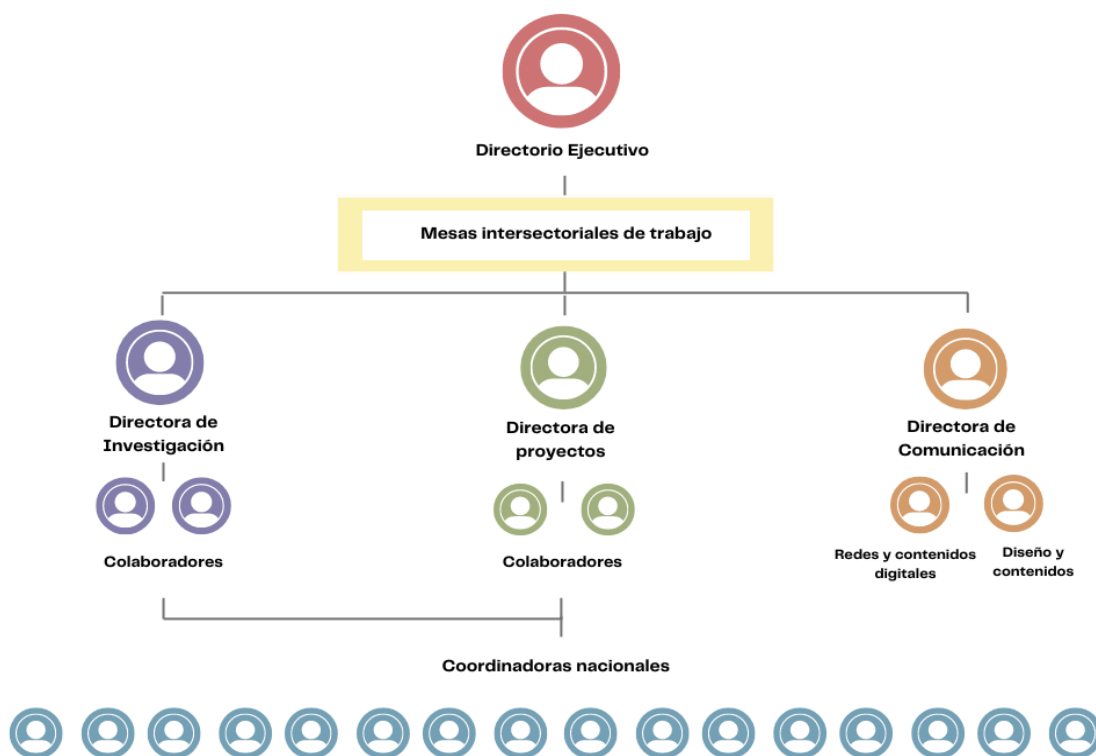 Directorio Ejecutivo
Mesas intersectoriales de trabajo
Directora de
Investigación
Directora de
proyectos
Directora de
Comunicación
Colaboradores
Colaboradores
Redes y contenidos
digitales
Diseño y
contenidos
Coordinadoras nacionales